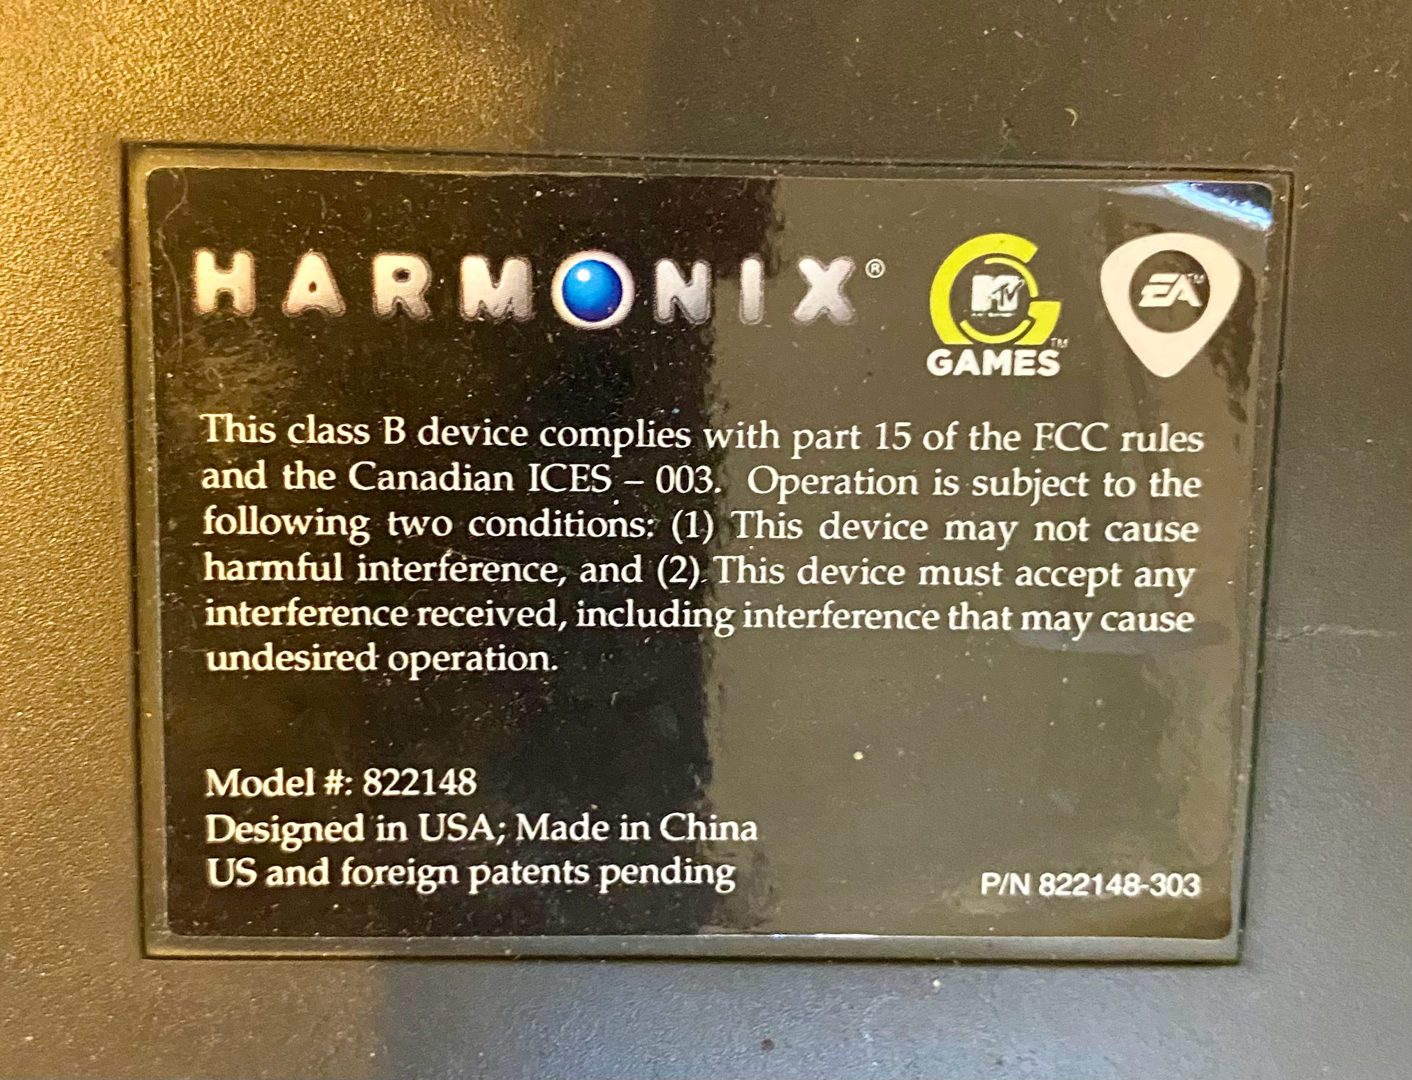 HARMONIX®
MTV
G
GAMES™
EA™
This class B device complies with part 15 of the FCC rules
and the Canadian ICES – 003. Operation is subject to the
following two conditions: (1) This device may not cause
harmful interference, and (2) This device must accept any
interference received, including interference that may cause
undesired operation.
Model #: 822148
Designed in USA; Made in China
US and foreign patents pending
P/N 822148-303